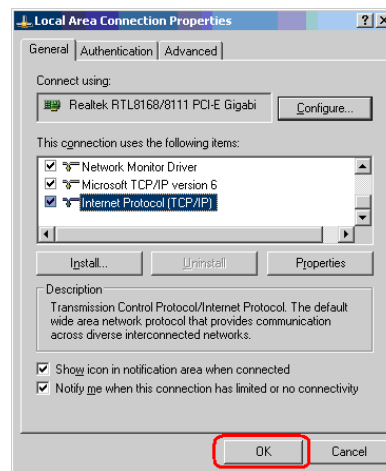 Local Area Connection Properties
General Authentication Advanced
Connect using:
Realtek RTL8168/8111 PCI-E Gigabi Configure...
This connection uses the following items:
Network Monitor Driver
Microsoft TCP/IP version 6
Internet Protocol (TCP/IP)
Install... Uninstall Properties
Description
Transmission Control Protocol/Internet Protocol. The default
wide area network protocol that provides communication
across diverse interconnected networks.
Show icon in notification area when connected
Notify me when this connection has limited or no connectivity
OK Cancel